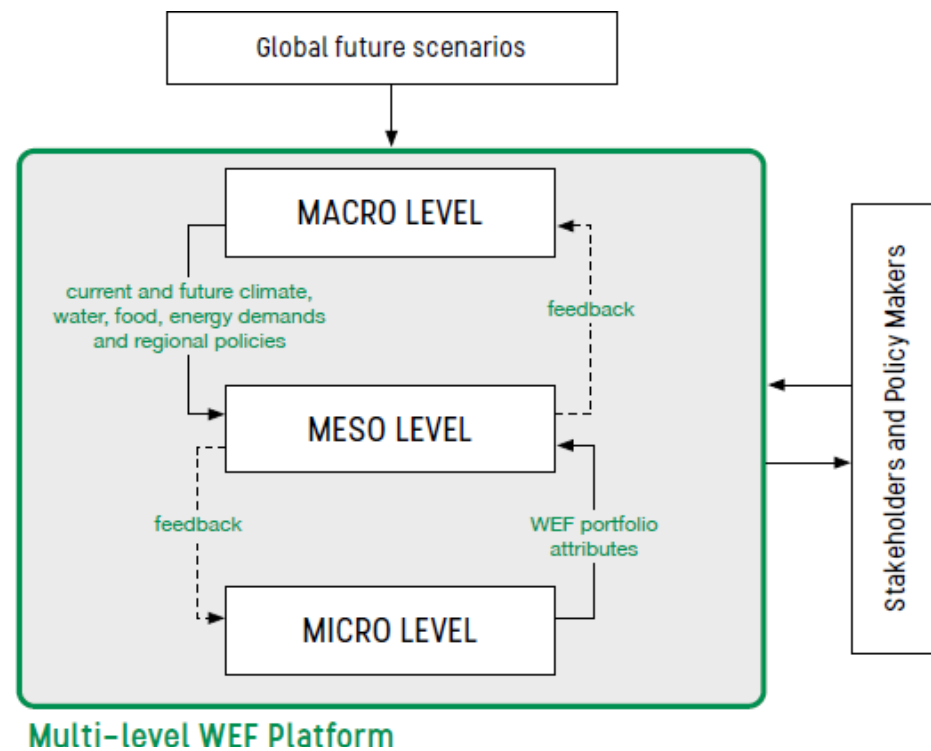 Global future scenarios
MACRO LEVEL
current and future climate,
water, food, energy demands
and regional policies
feedback
MESO LEVEL
feedback
WEF portfolio
attributes
MICRO LEVEL
Stakeholders and Policy Makers
Multi-level WEF Platform